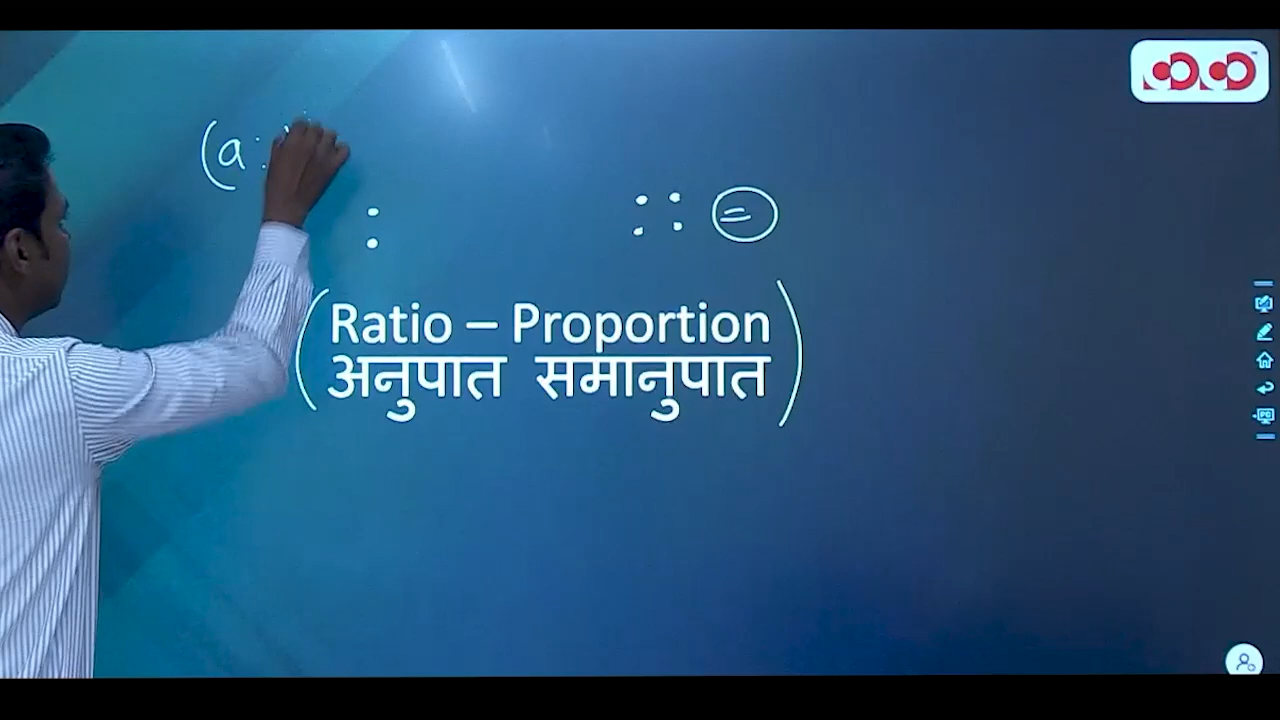 (a :
: :: =
(Ratio – Proportion)
अनुपात समानुपात